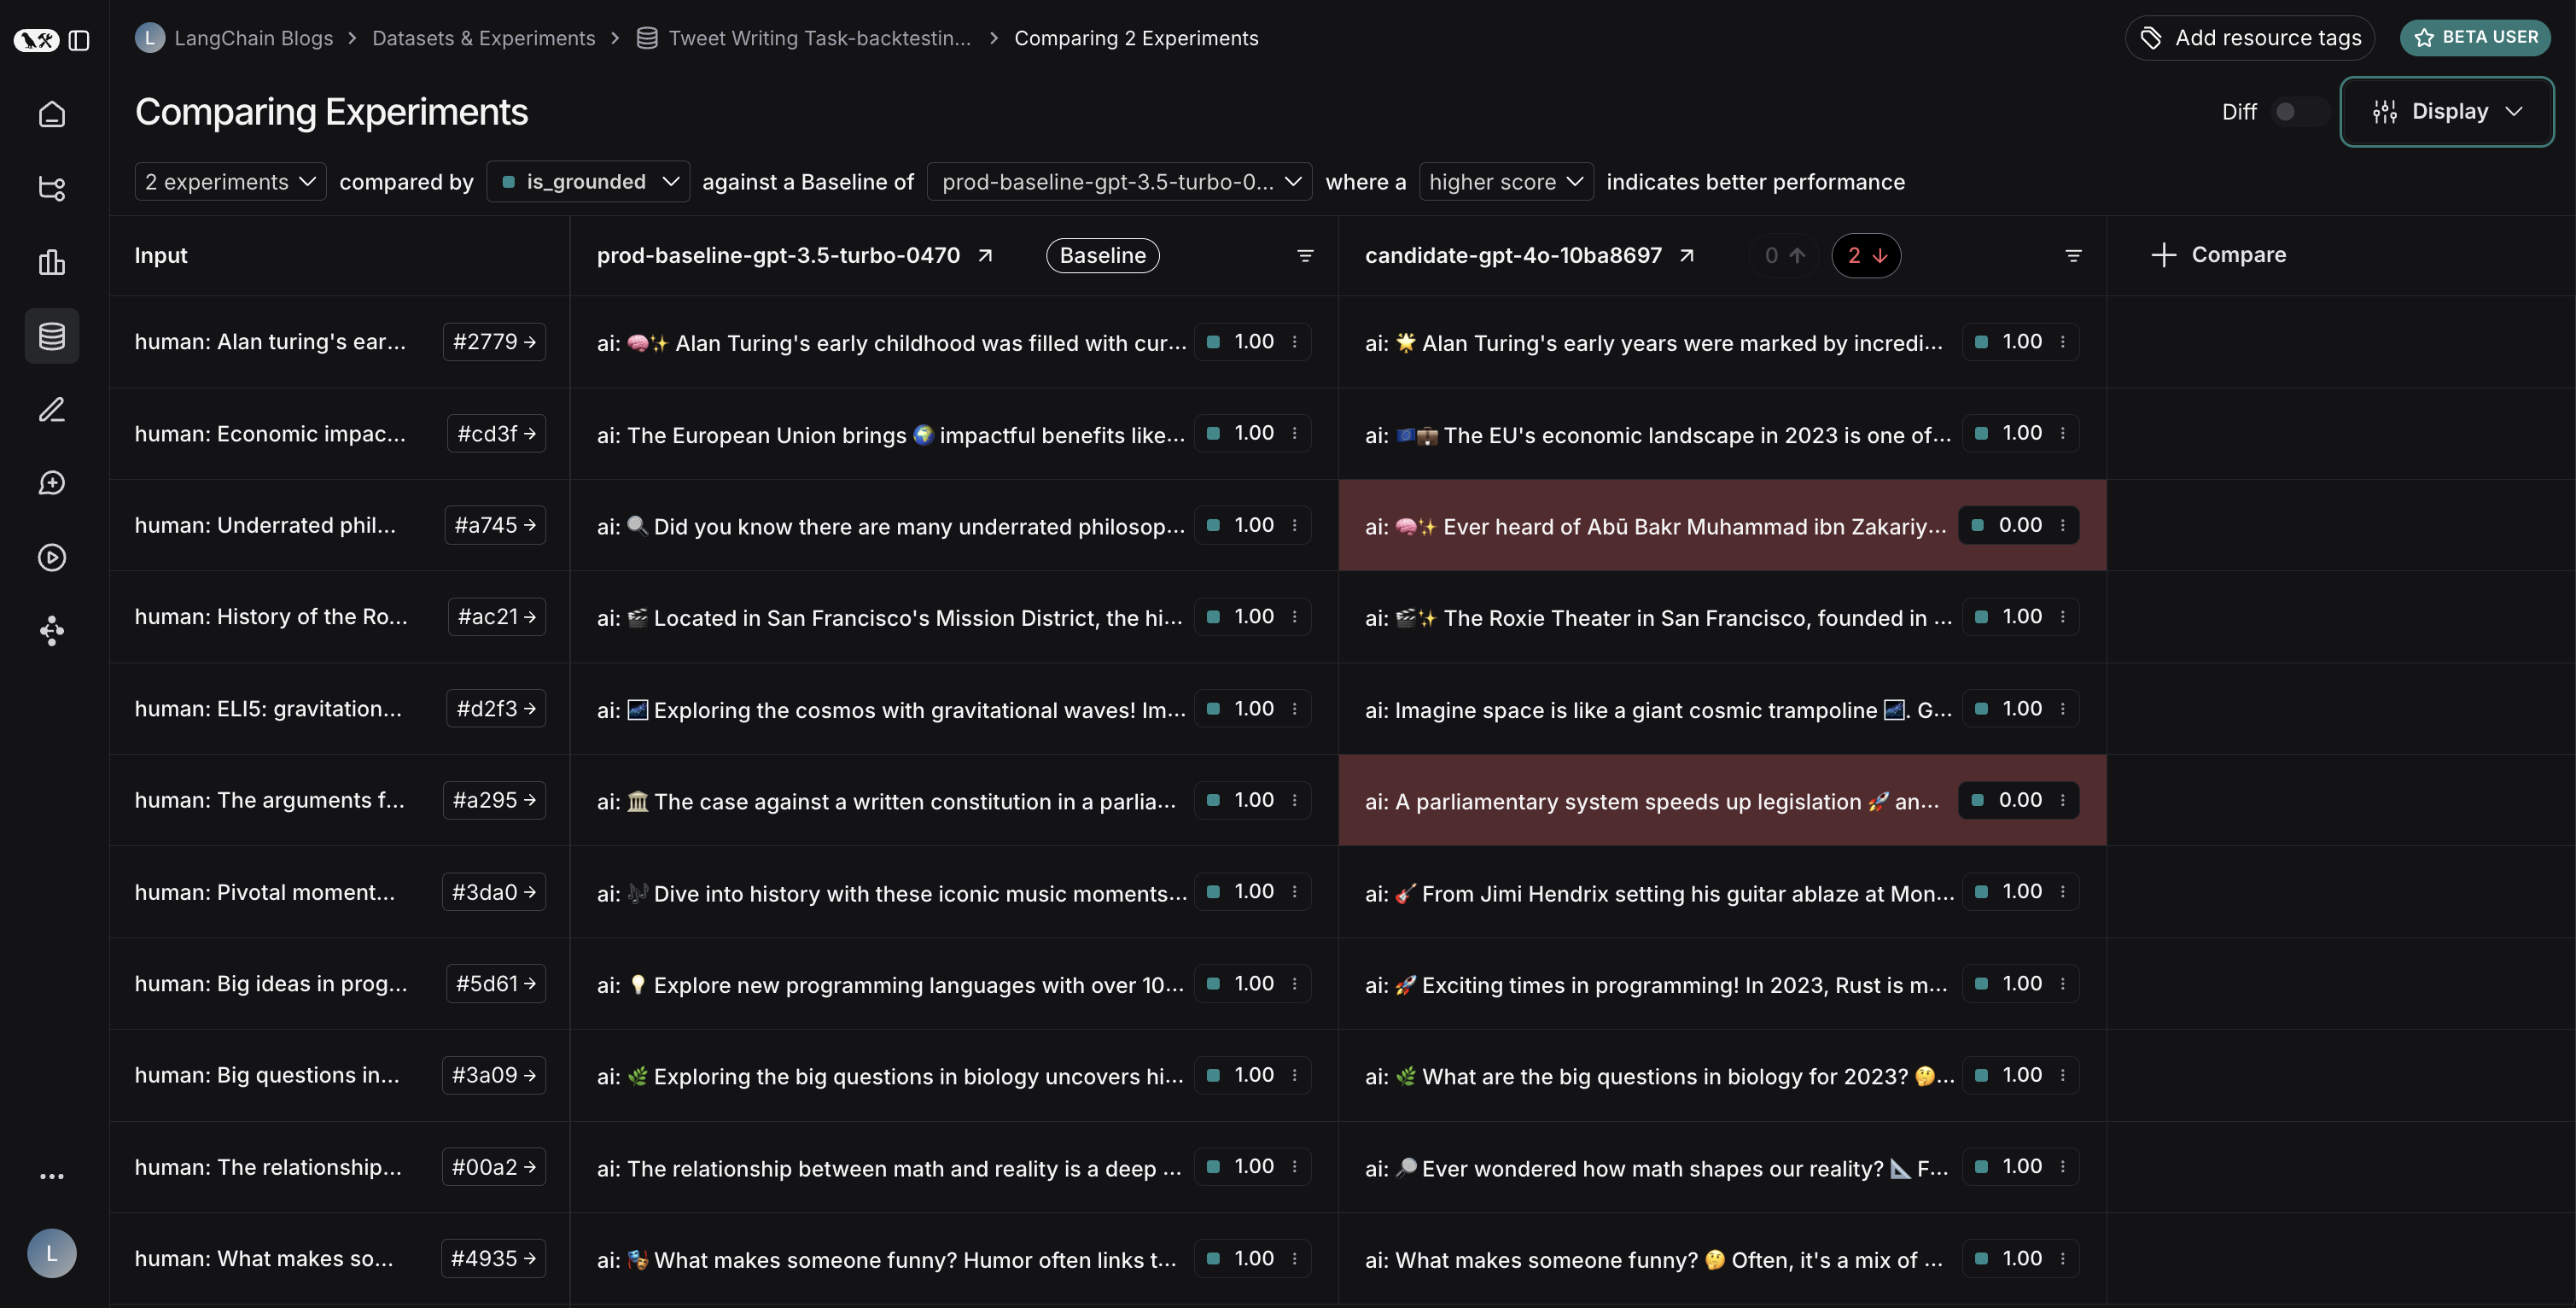 L LangChain Blogs > Datasets & Experiments > Tweet Writing Task-backtestin... > Comparing 2 Experiments
Add resource tags
BETA USER
Comparing Experiments
Diff
Display
2 experiments compared by is_grounded against a Baseline of prod-baseline-gpt-3.5-turbo-0... where a higher score indicates better performance
Input
prod-baseline-gpt-3.5-turbo-0470 Baseline
candidate-gpt-4o-10ba8697 0 ↑ 2 ↓
+ Compare
human: Alan turing's ear... #2779 →
ai: 🧠✨ Alan Turing's early childhood was filled with cur... 1.00
ai: 🌟 Alan Turing's early years were marked by incredi... 1.00
human: Economic impac... #cd3f →
ai: The European Union brings 🌍 impactful benefits like... 1.00
ai: 🇪🇺💼 The EU's economic landscape in 2023 is one of... 1.00
human: Underrated phil... #a745 →
ai: 🔍 Did you know there are many underrated philosop... 1.00
ai: 🧠✨ Ever heard of Abū Bakr Muhammad ibn Zakariy... 0.00
human: History of the Ro... #ac21 →
ai: 🎬 Located in San Francisco's Mission District, the hi... 1.00
ai: 🎬✨ The Roxie Theater in San Francisco, founded in ... 1.00
human: ELI5: gravitation... #d2f3 →
ai: 🌌 Exploring the cosmos with gravitational waves! Im... 1.00
ai: Imagine space is like a giant cosmic trampoline 🌌. G... 1.00
human: The arguments f... #a295 →
ai: 🏛️ The case against a written constitution in a parlia... 1.00
ai: A parliamentary system speeds up legislation 🚀 an... 0.00
human: Pivotal moment... #3da0 →
ai: 🎶 Dive into history with these iconic music moments... 1.00
ai: 🎸 From Jimi Hendrix setting his guitar ablaze at Mon... 1.00
human: Big ideas in prog... #5d61 →
ai: 💡 Explore new programming languages with over 10... 1.00
ai: 🚀 Exciting times in programming! In 2023, Rust is m... 1.00
human: Big questions in... #3a09 →
ai: 🌿 Exploring the big questions in biology uncovers hi... 1.00
ai: 🌿 What are the big questions in biology for 2023? 🤔... 1.00
human: The relationship... #00a2 →
ai: The relationship between math and reality is a deep ... 1.00
ai: 🔎 Ever wondered how math shapes our reality? 📐 F... 1.00
human: What makes so... #4935 →
ai: 🎭 What makes someone funny? Humor often links t... 1.00
ai: What makes someone funny? 🤔 Often, it's a mix of ... 1.00
L